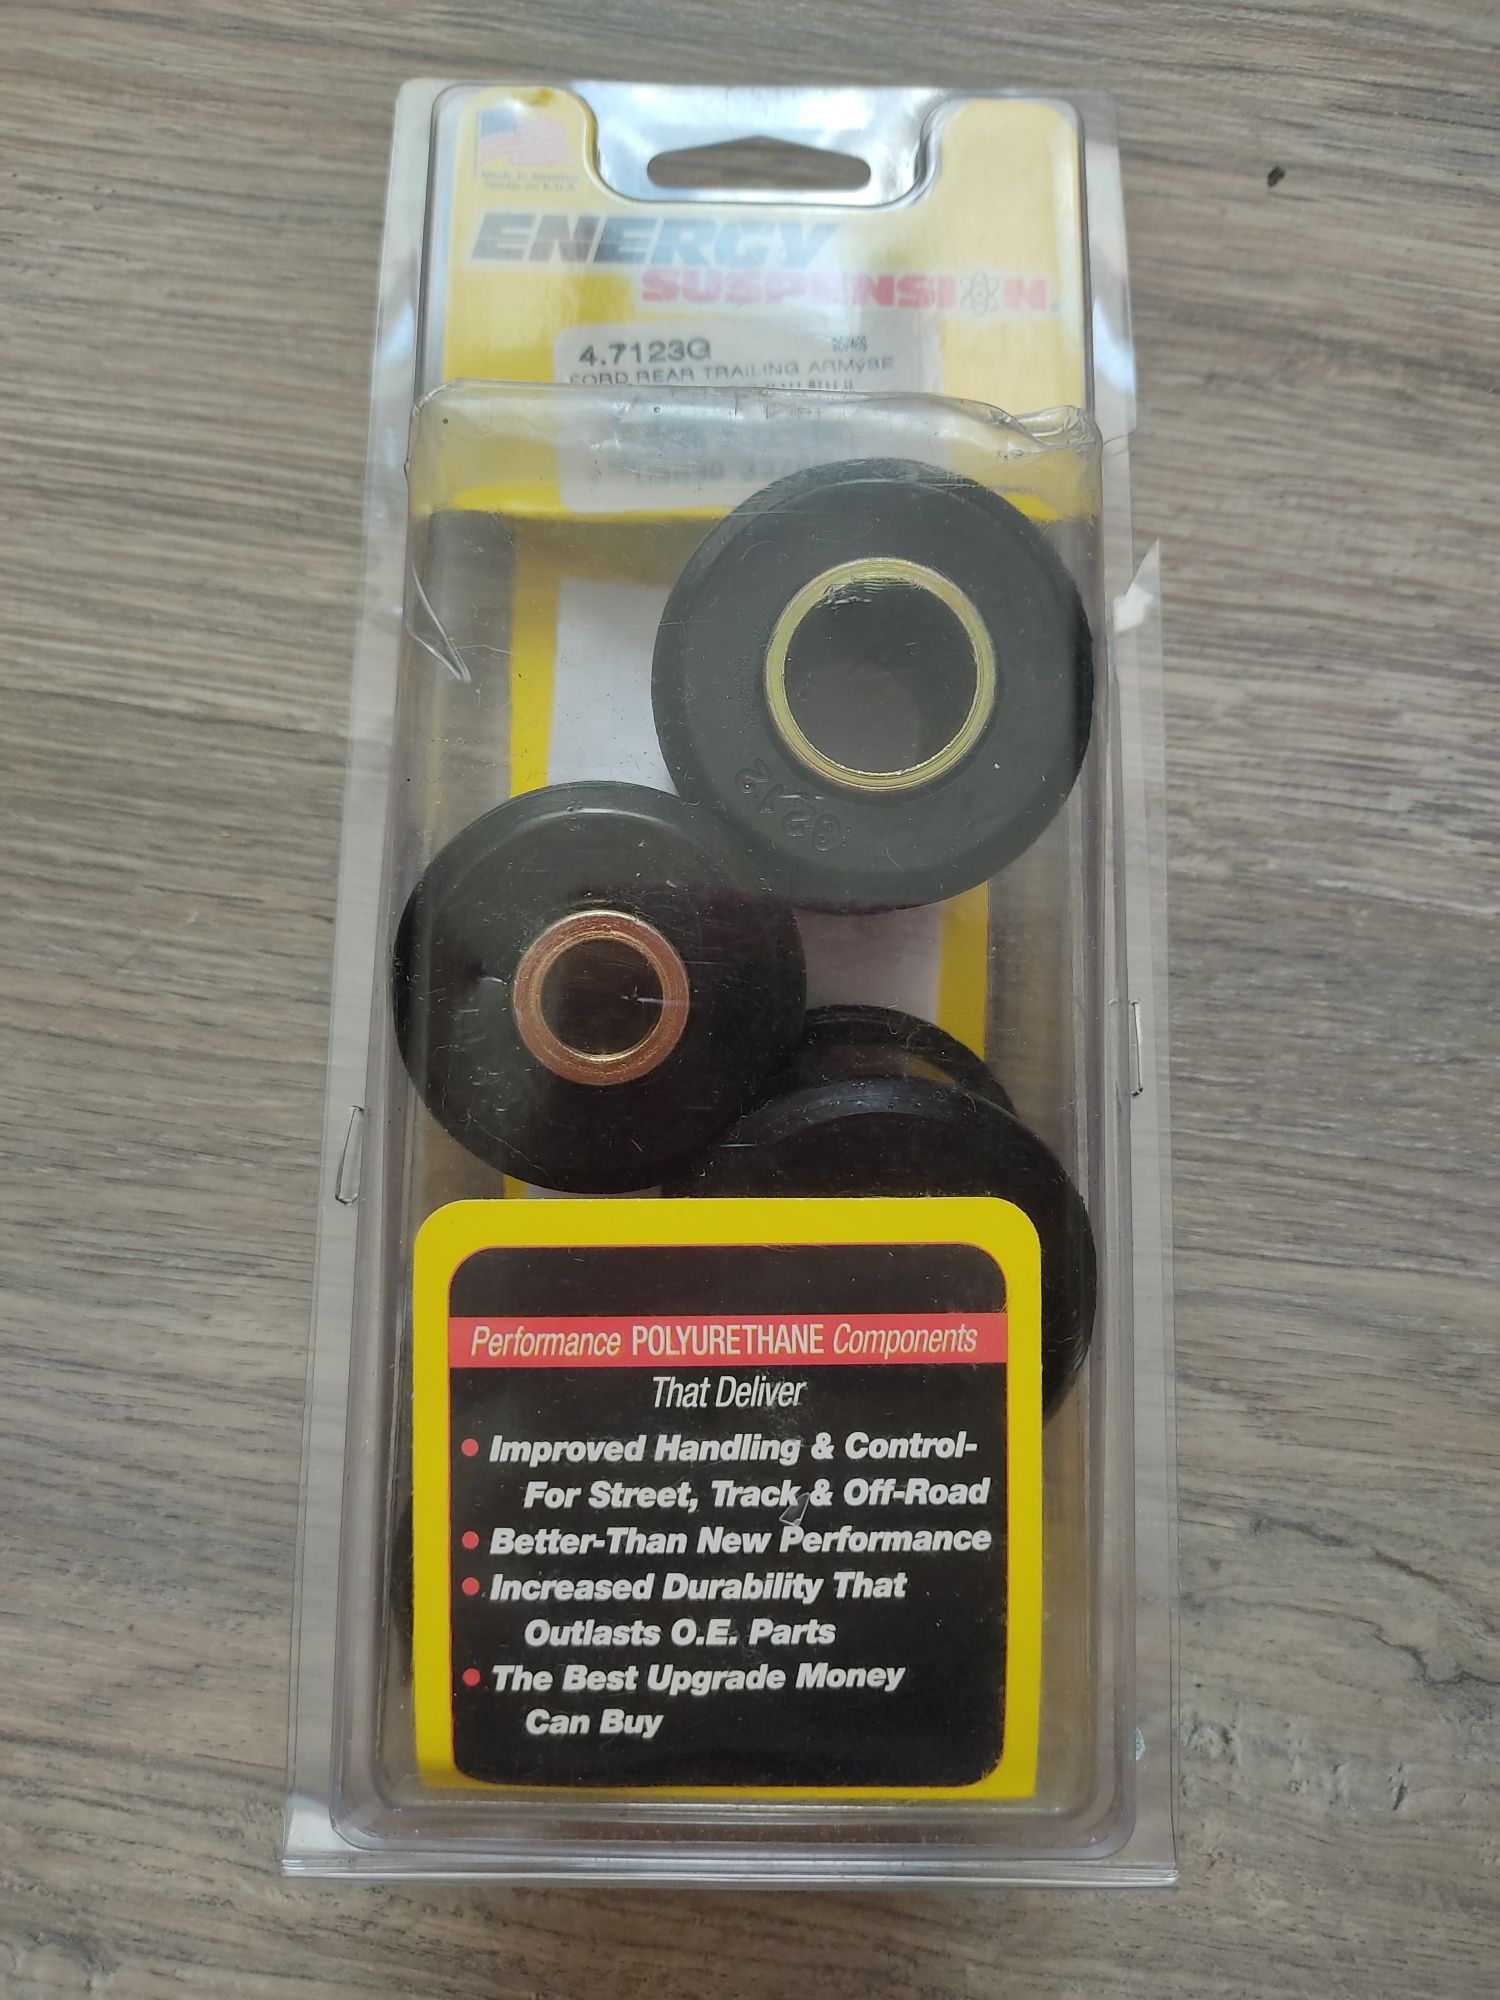 Made in America
Hecho en E.U.A
ENERGY
SUSPENSION®
4.7123G
FORD REAR TRAILING ARMýSE
8212
Performance POLYURETHANE Components
That Deliver
• Improved Handling & Control-
For Street, Track & Off-Road
• Better-Than New Performance
• Increased Durability That
Outlasts O.E. Parts
• The Best Upgrade Money
Can Buy